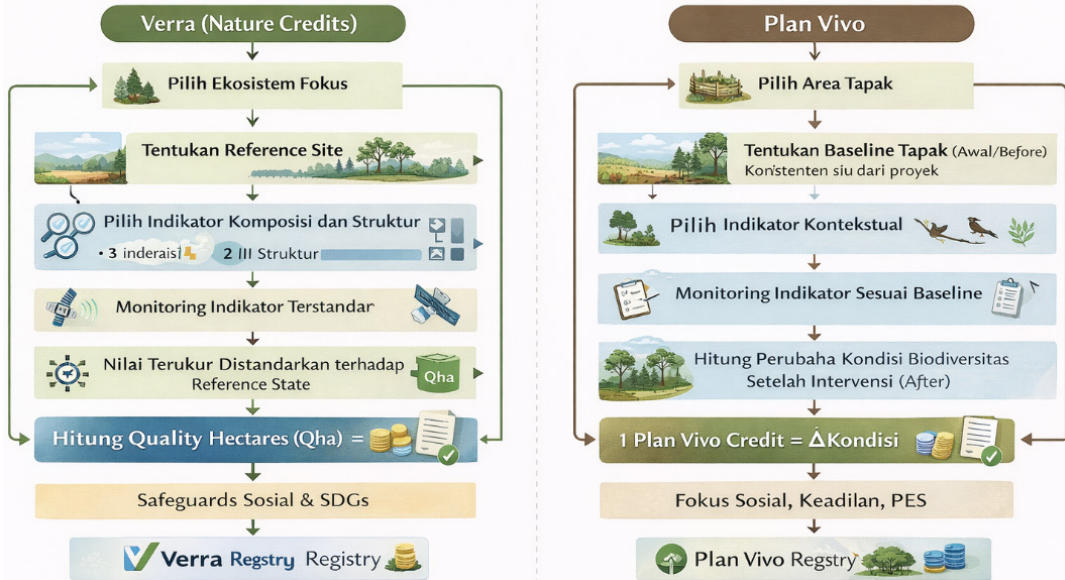 Verra (Nature Credits)
Pilih Ekosistem Fokus
Tentukan Reference Site
Pilih Indikator Komposisi dan Struktur
• 3 inderaisi 2 III Struktur
Monitoring Indikator Terstandar
Nilai Terukur Distandarkan terhadap
Reference State
Qha
Hitung Quality Hectares (Qha) =
Safeguards Sosial & SDGs
Verra Regstry Registry
Plan Vivo
Pilih Area Tapak
Tentukan Baseline Tapak (Awal/Before)
Kon'stenten siu dari proyek
Pilih Indikator Kontekstual
Monitoring Indikator Sesuai Baseline
Hitung Perubaha Kondisi Biodiversitas
Setelah Intervensi (After)
1 Plan Vivo Credit = ΔKondisi
Fokus Sosial, Keadilan, PES
Plan Vivo Regstry